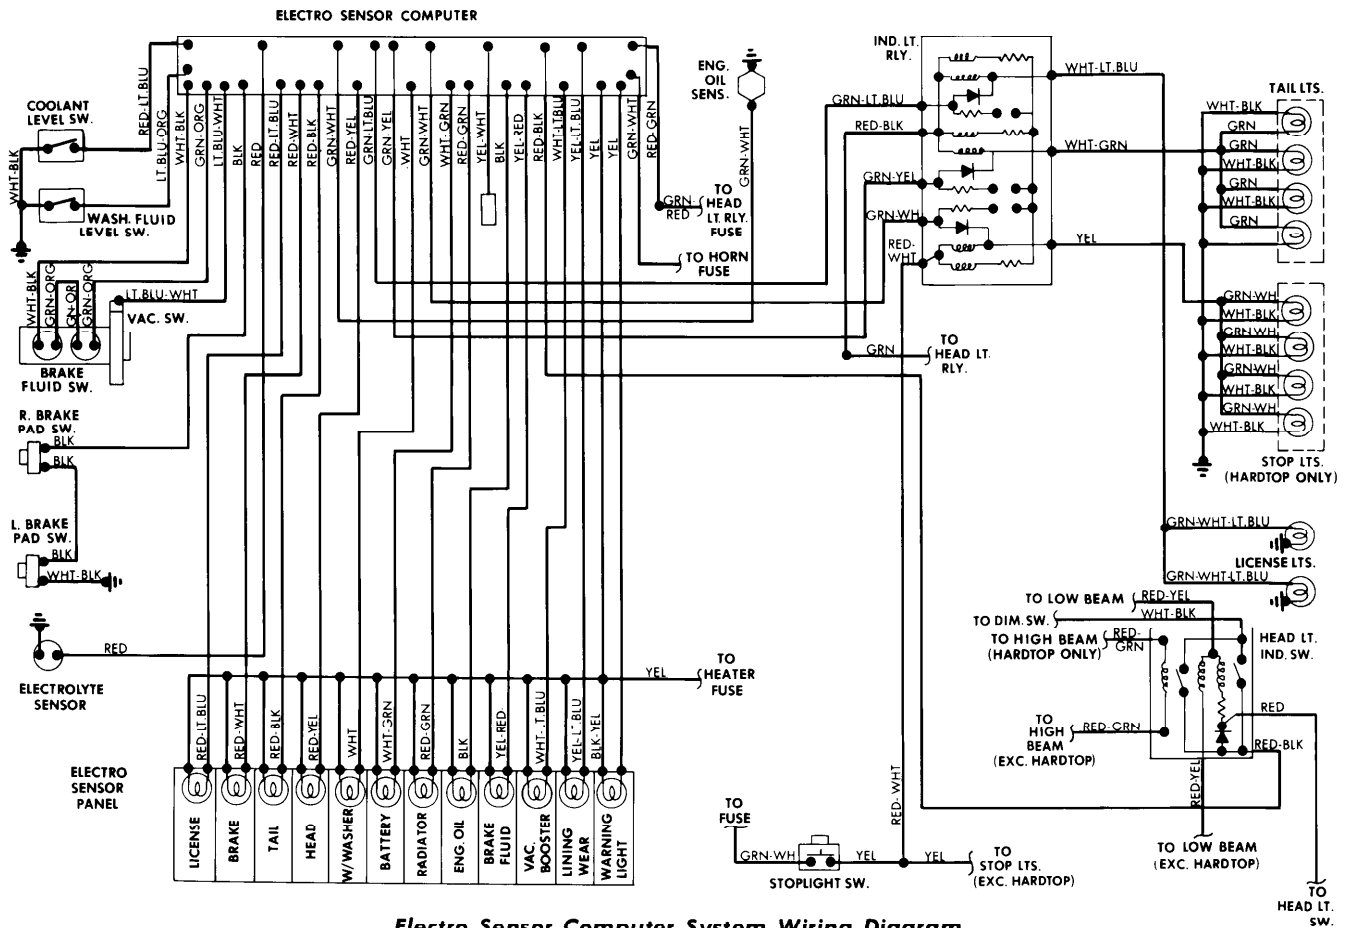 ELECTRO SENSOR COMPUTER
IND. LT.
RLY.
ENG.
OIL
SENS.
WHT-LT.BLU
TAIL LTS.
COOLANT
LEVEL SW.
RED-LT.BLU
WHT-BLK
LT.BLU-ORG
WHT-BLK
GRN-ORG
LT.BLU-WHT
BLK
RED
RED-LT.BLU
RED-WHT
RED-BLK
GRN-WHT
RED-YEL
GRN-LT.BLU
GRN YEL
WHT
GRN-WHT
WHT-GRN
RED-GRN
YEL-WHT
BLK
YEL-RED
RED-BLK
WHT-LT.BLU
YEL-LT.BLU
YEL
YEL
GRN-WHT
RED-GRN
GRN-WHT
GRN-LT.BLU
RED-BLK
GRN-YEL
GRN-WH
RED-
WHT
WHT-GRN
YEL
WHT-BLK
GRN
GRN
WHT-BLK
GRN
WHT-BLK
GRN
WASH. FLUID
LEVEL SW.
GRN-
RED
TO
HEAD
LT. RLY.
FUSE
TO HORN
FUSE
WHT-BLK
GRN-ORG
GN-OR
GRN-ORG
LT.BLU-WHT
VAC. SW.
BRAKE
FLUID SW.
GRN
TO
HEAD LT.
RLY.
GRN-WH
WHT-BLK
GRN-WH
WHT-BLK
GRN-WH
WHT-BLK
GRN-WH
WHT-BLK
STOP LTS.
(HARDTOP ONLY)
R. BRAKE
PAD SW.
BLK
BLK
L. BRAKE
PAD SW.
BLK
WHT-BLK
GRN-WHT-LT.BLU
LICENSE LTS.
GRN-WHT-LT.BLU
TO LOW BEAM
RED-YEL
TO DIM. SW.
WHT-BLK
TO HIGH BEAM
(HARDTOP ONLY)
RED-
GRN
HEAD LT.
IND. SW.
RED
ELECTROLYTE
SENSOR
YEL
TO
HEATER
FUSE
TO
HIGH
BEAM
(EXC. HARDTOP)
RED-GRN
RED
RED-BLK
RED-YEL
RED-LT.BLU
RED-WHT
RED-BLK
RED-YEL
WHT
WHT-GRN
RED-GRN
BLK
YEL-RED
WHT-LT.BLU
YEL-LT.BLU
BLK-YEL
ELECTRO
SENSOR
PANEL
LICENSE
BRAKE
TAIL
HEAD
W/WASHER
BATTERY
RADIATOR
ENG. OIL
BRAKE
FLUID
VAC.
BOOSTER
LINING
WEAR
WARNING
LIGHT
RED-WHT
TO
FUSE
GRN-WH
YEL
YEL
STOPLIGHT SW.
TO
STOP LTS.
(EXC. HARDTOP)
TO LOW BEAM
(EXC. HARDTOP)
TO
HEAD LT.
SW.
Electro Sensor Computer System Wiring Diagram